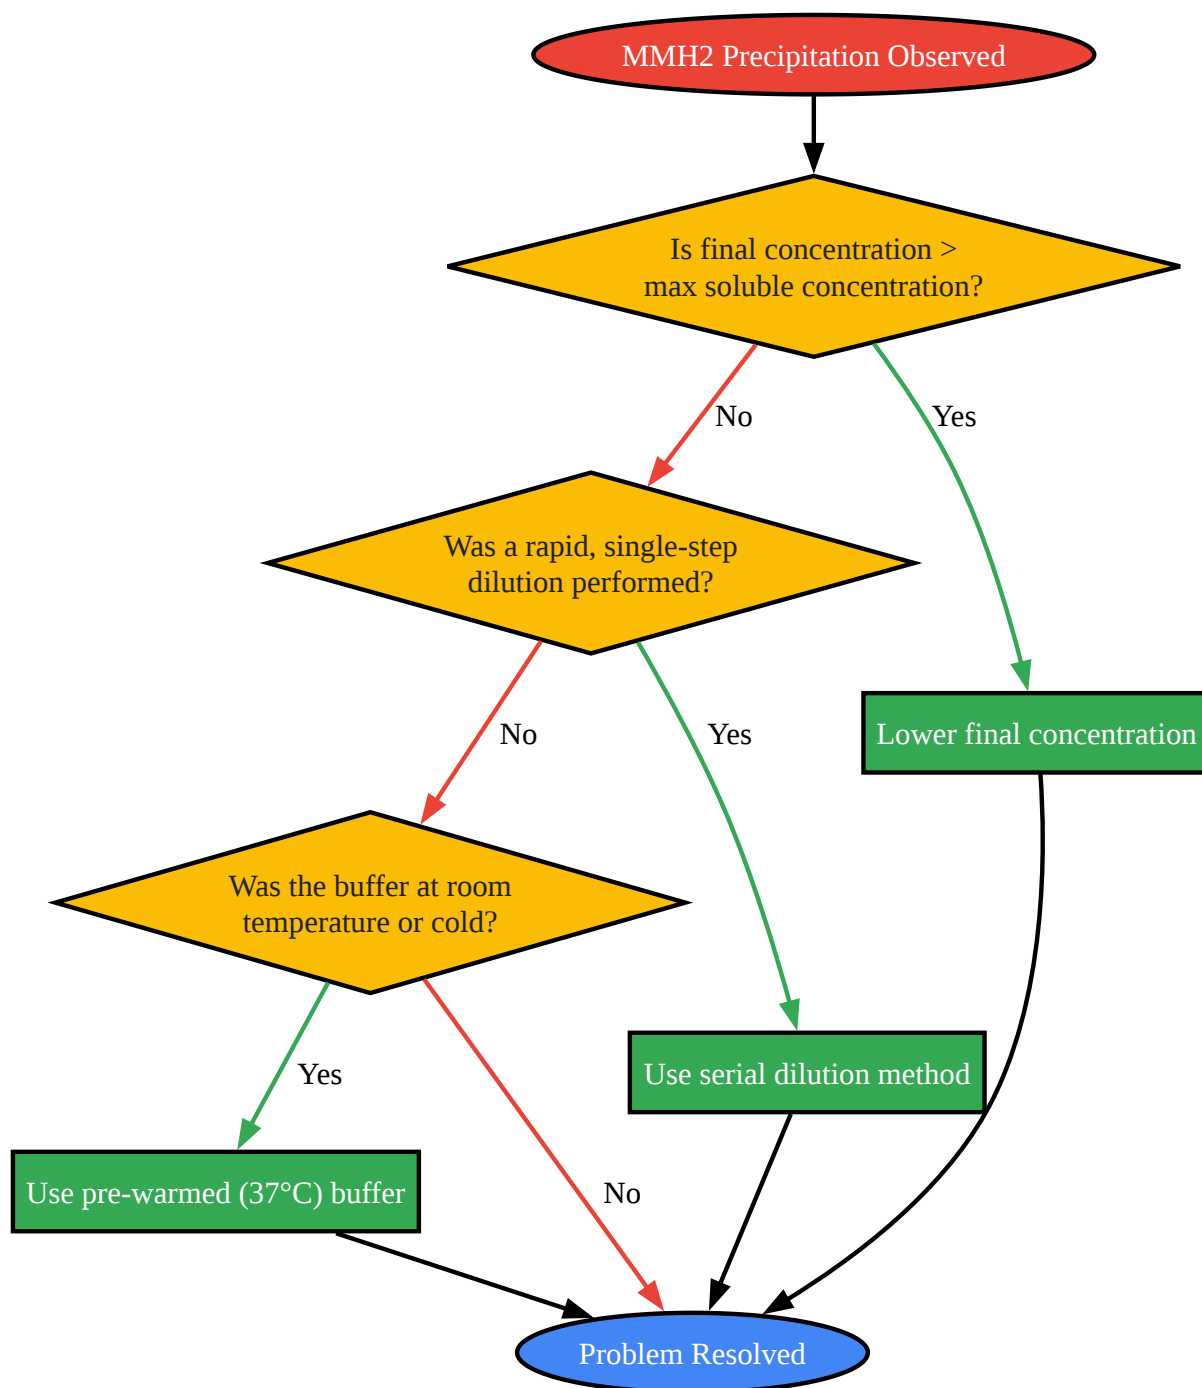 MMH2 Precipitation Observed
Is final concentration >
max soluble concentration?
No
Yes
Was a rapid, single-step
dilution performed?
No
Yes
Lower final concentration
Was the buffer at room
temperature or cold?
Yes
Use serial dilution method
Use pre-warmed (37°C) buffer
No
Problem Resolved